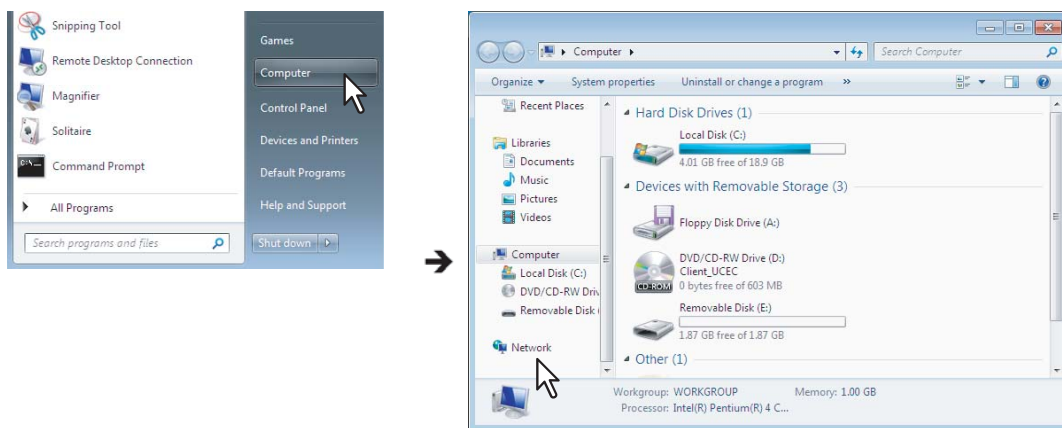 Snipping Tool
Remote Desktop Connection
Magnifier
Solitaire
Command Prompt
All Programs
Search programs and files
Games
Computer
Control Panel
Devices and Printers
Default Programs
Help and Support
Shut down
Computer
Search Computer
Organize System properties Uninstall or change a program »
Recent Places
Libraries
Documents
Music
Pictures
Videos
Computer
Local Disk (C:)
DVD/CD-RW Driv
Removable Disk (
Network
Hard Disk Drives (1)
Local Disk (C:)
4.01 GB free of 18.9 GB
Devices with Removable Storage (3)
Floppy Disk Drive (A:)
DVD/CD-RW Drive (D:)
Client_UCEC
CD-ROM 0 bytes free of 603 MB
Removable Disk (E:)
1.87 GB free of 1.87 GB
Other (1)
Workgroup: WORKGROUP Memory: 1.00 GB
Processor: Intel(R) Pentium(R) 4 C...